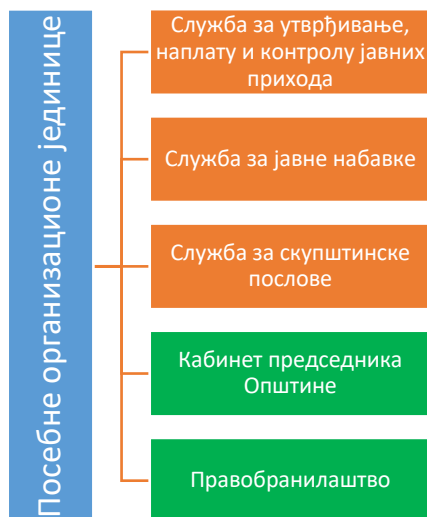 Посебне организационе јединице
Служба за утврђивање,
наплату и контролу јавних
прихода
Служба за јавне набавке
Служба за скупштинске
послове
Кабинет председника
Општине
Правобранилаштво